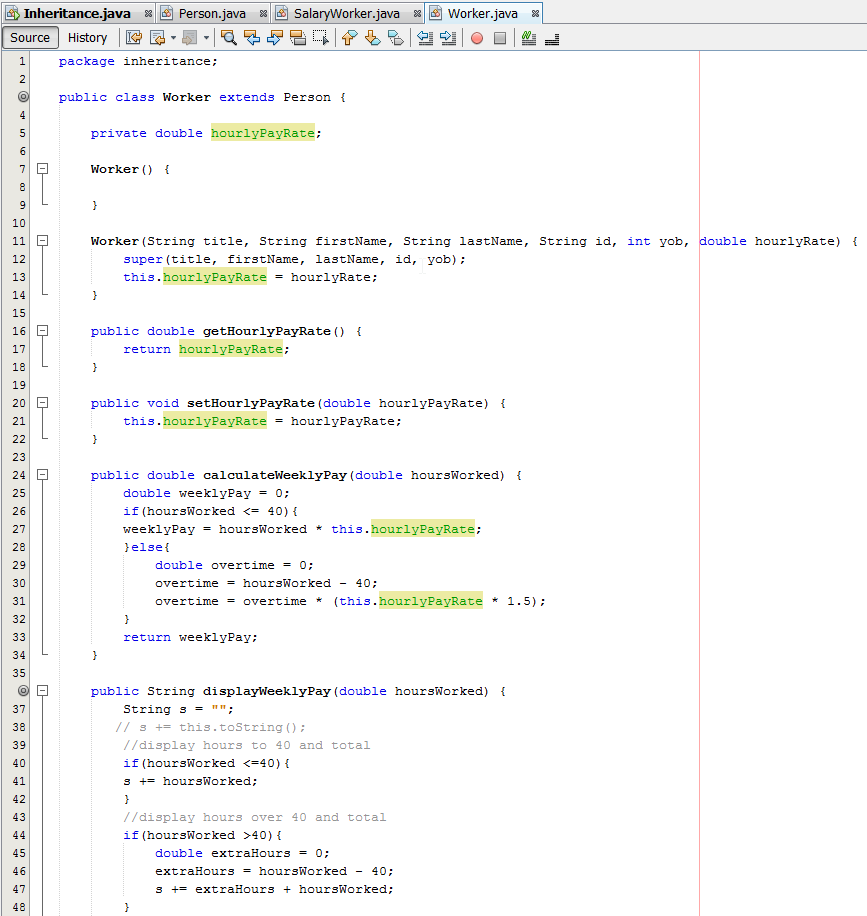 Inheritance.java Person.java SalaryWorker.java Worker.java
Source History
1 package inheritance;
2
public class Worker extends Person {
4
5 private double hourlyPayRate;
6
7 Worker() {
8
9 }
10
11 Worker(String title, String firstName, String lastName, String id, int yob, double hourlyRate) {
12 super(title, firstName, lastName, id, yob);
13 this.hourlyPayRate = hourlyRate;
14 }
15
16 public double getHourlyPayRate() {
17 return hourlyPayRate;
18 }
19
20 public void setHourlyPayRate(double hourlyPayRate) {
21 this.hourlyPayRate = hourlyPayRate;
22 }
23
24 public double calculateWeeklyPay(double hoursWorked) {
25 double weeklyPay = 0;
26 if(hoursWorked <= 40){
27 weeklyPay = hoursWorked * this.hourlyPayRate;
28 }else{
29 double overtime = 0;
30 overtime = hoursWorked - 40;
31 overtime = overtime * (this.hourlyPayRate * 1.5);
32 }
33 return weeklyPay;
34 }
35
public String displayWeeklyPay(double hoursWorked) {
37 String s = "";
38 // s += this.toString();
39 //display hours to 40 and total
40 if(hoursWorked <=40){
41 s += hoursWorked;
42 }
43 //display hours over 40 and total
44 if(hoursWorked >40){
45 double extraHours = 0;
46 extraHours = hoursWorked - 40;
47 s += extraHours + hoursWorked;
48 }